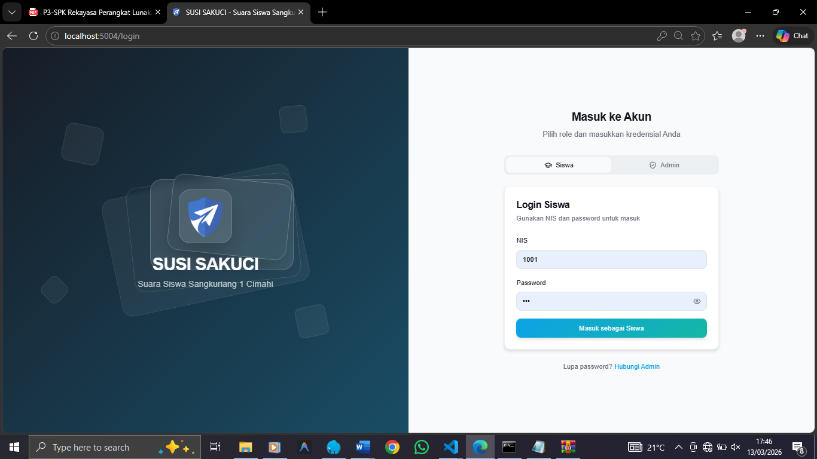 P3-SPK Rekayasa Perangkat Lunak
SUSI SAKUCI - Suara Siswa Sangku
localhost:5004/login
Chat
SUSI SAKUCI
Suara Siswa Sangkuriang 1 Cimahi
Masuk ke Akun
Pilih role dan masukkan kredensial Anda
Siswa
Admin
Login Siswa
Gunakan NIS dan password untuk masuk
NIS
1001
Password
•••
Masuk sebagai Siswa
Lupa password? Hubungi Admin
Type here to search
21°C
17:46
13/03/2026
8